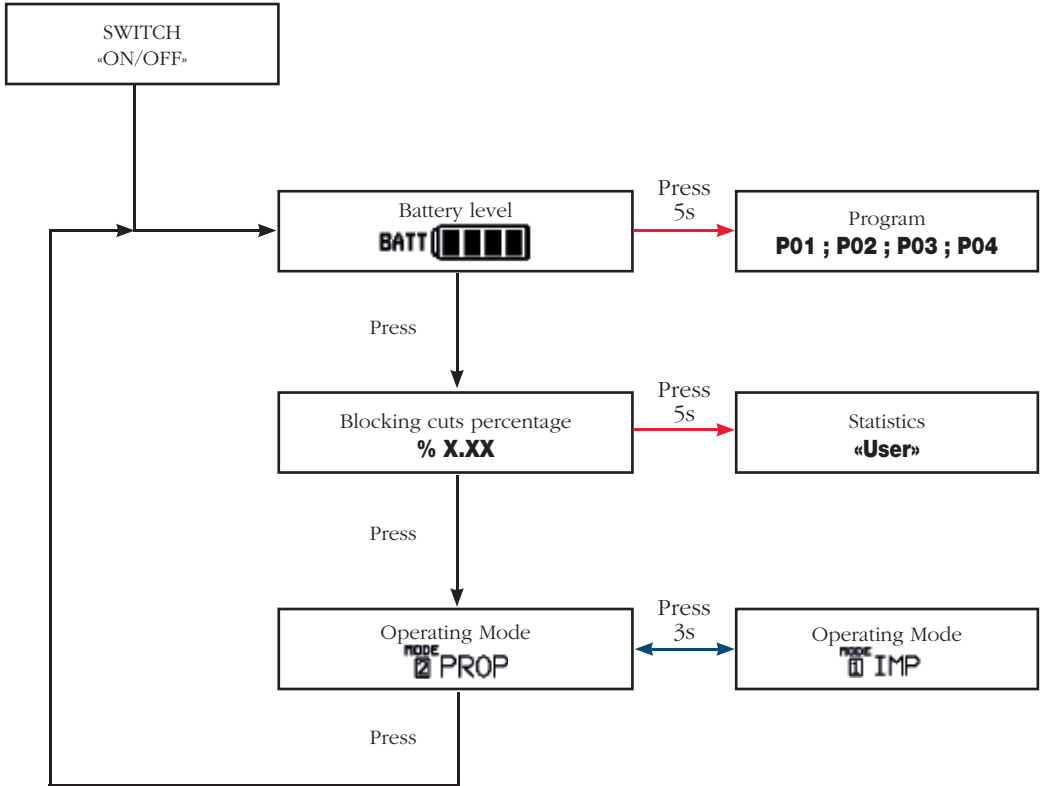 SWITCH
«ON/OFF»
Battery level
BATT
Press
5s
Program
P01 ; P02 ; P03 ; P04
Press
Blocking cuts percentage
% X.XX
Press
5s
Statistics
«User»
Press
Operating Mode
MODE 2 PROP
Press
3s
Operating Mode
MODE 1 IMP
Press